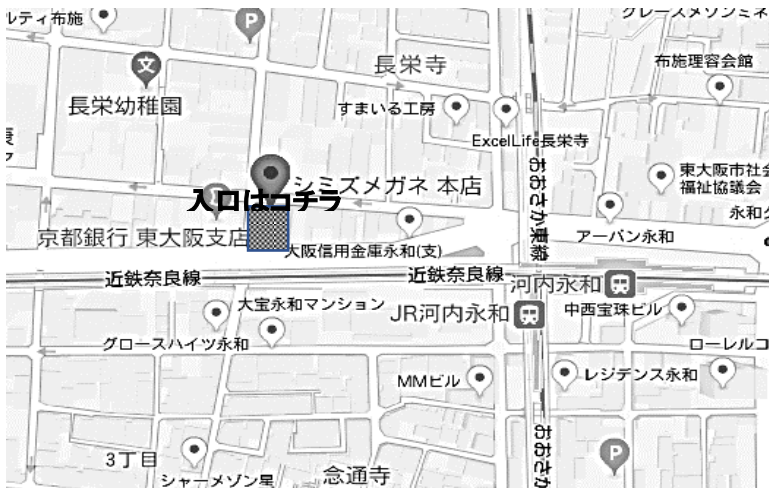 ルティ布施
P
グレースメゾンミネ
長栄寺
布施理容会館
文
長栄幼稚園
すまいる工房
ExcelLife長栄寺
東大阪市社会
福祉協議会
シミズメガネ 本店
入口はコチラ
おおさか東線
永和
京都銀行 東大阪支店
大阪信用金庫永和(支)
アーバン永和
近鉄奈良線
近鉄奈良線
河内永和
大宝永和マンション
JR河内永和
中西宝珠ビル
グロースハイツ永和
ローレルコ
MMビル
レジデンス永和
3丁目
シャーメゾン星
念通寺
おおさか
P